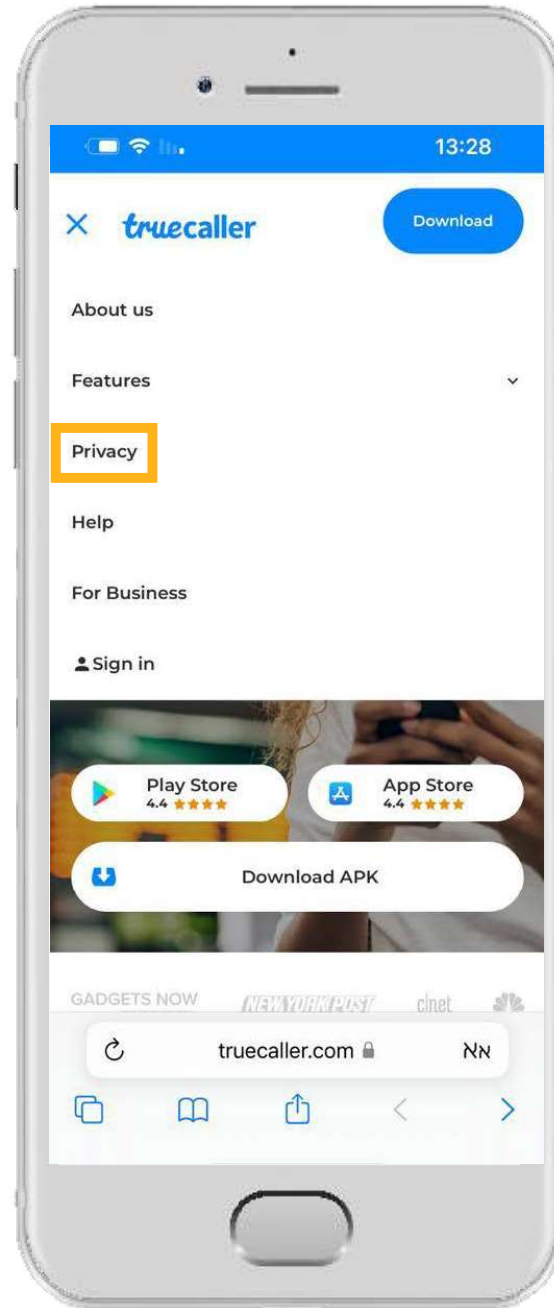 13:28
truecaller
Download
About us
Features
Privacy
Help
For Business
Sign in
Play Store
4.4
App Store
4.4
Download APK
GADGETS NOW NEW YORK POST c|net
truecaller.com אא